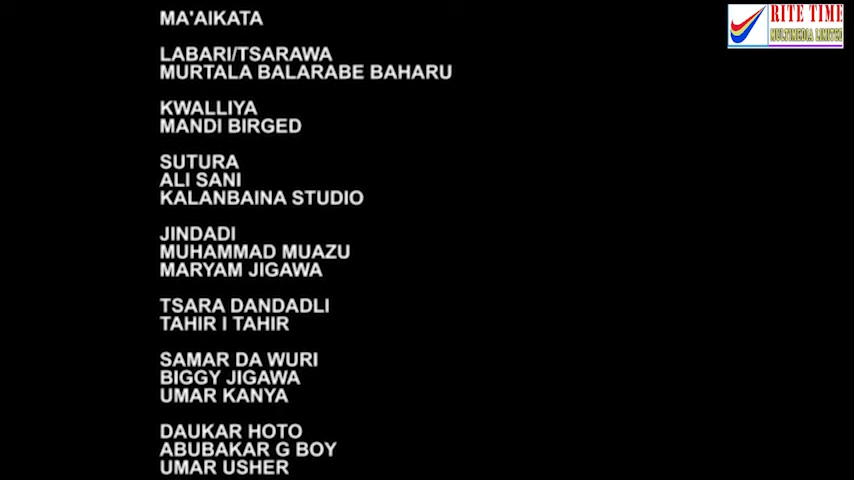 RITE TIME
MULTIMEDIA LIMITED
MA'AIKATA
LABARI/TSARAWA
MURTALA BALARABE BAHARU
KWALLIYA
MANDI BIRGED
SUTURA
ALI SANI
KALANBAINA STUDIO
JINDADI
MUHAMMAD MUAZU
MARYAM JIGAWA
TSARA DANDADLI
TAHIR I TAHIR
SAMAR DA WURI
BIGGY JIGAWA
UMAR KANYA
DAUKAR HOTO
ABUBAKAR G BOY
UMAR USHER